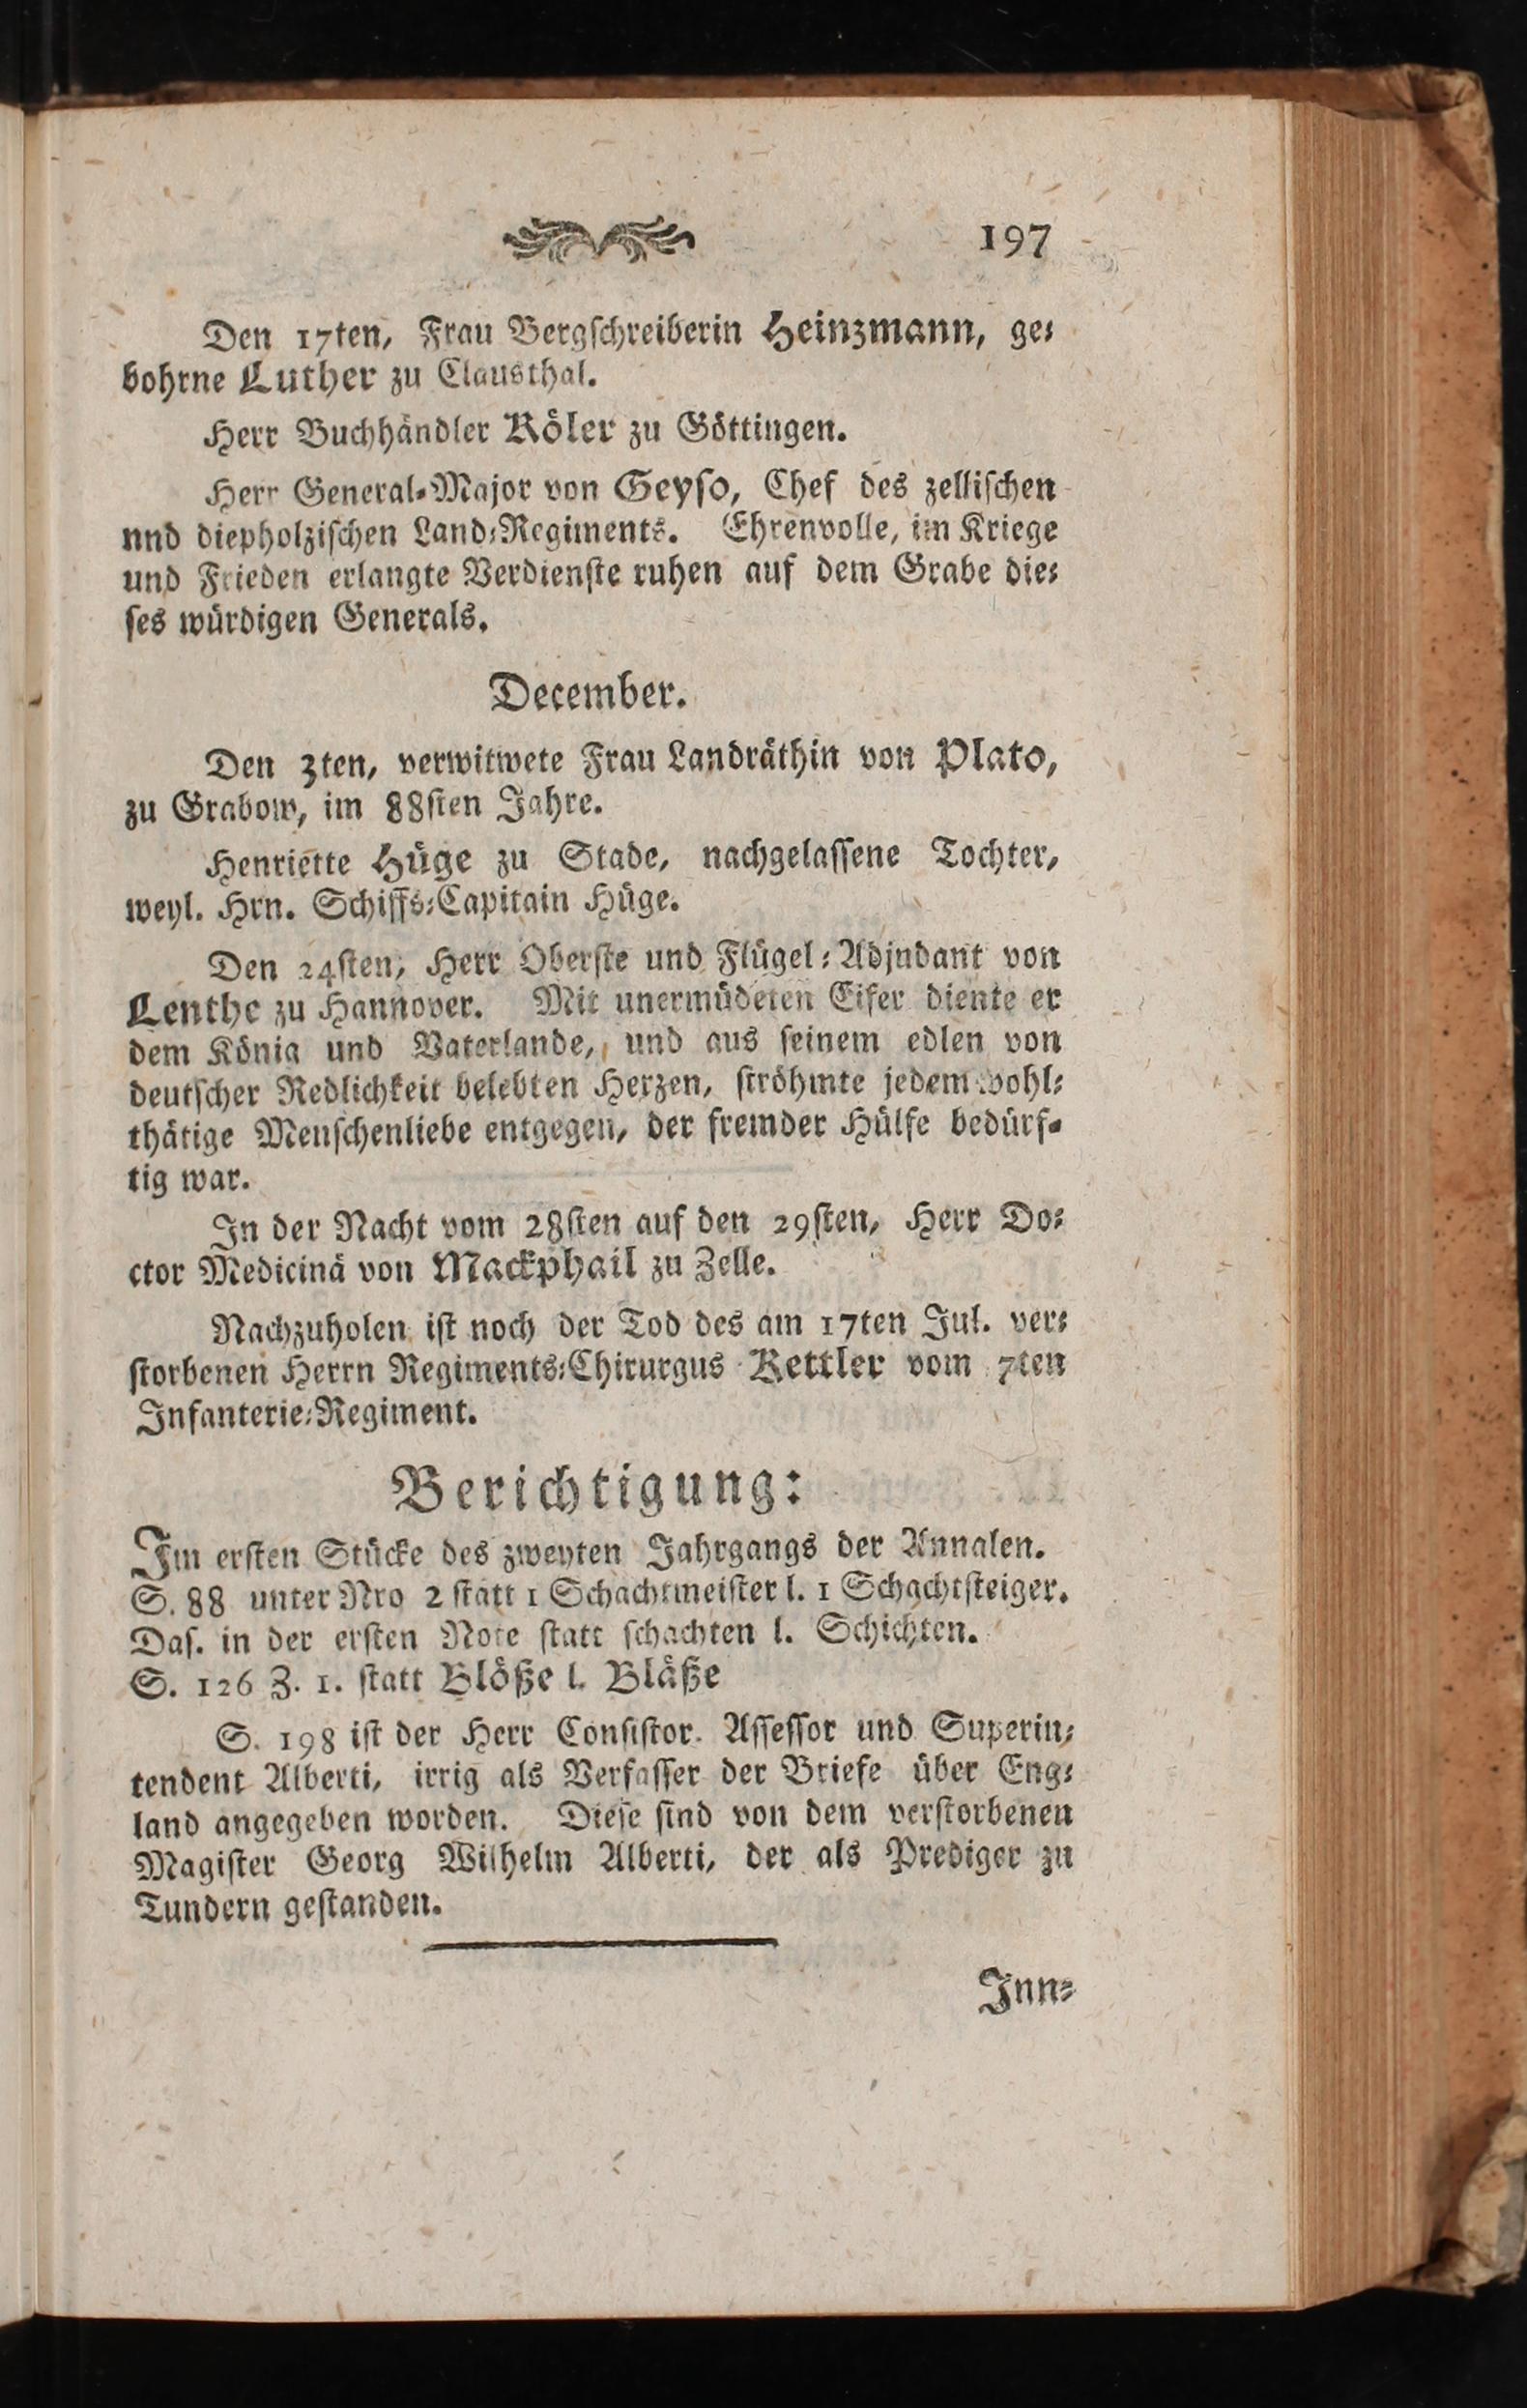 197
Den 17ten, Frau Bergschreiberin Heinzmann, ge⸗
bohrne Luther zu Clausthal.
Herr Buchhändler Röler zu Göttingen.
Herr General-Major von Geyso, Chef des zellischen
nnd diepholzischen Land⸗Regiments. Ehrenvolle, im Kriege
und Frieden erlangte Verdienste ruhen auf dem Grabe die⸗
ses würdigen Generals.
December.
Den 3ten, verwitwete Frau Landräthin von Plato,
zu Grabow, im 88sten Jahre.
Henriette Hüge zu Stade, nachgelassene Tochter,
weyl. Hrn. Schiffs⸗Capitain Hüge.
Den 24sten, Herr Oberste und Flügel⸗Adjndant von
Lenthe zu Hannover. Mit unermüdeten Eifer diente er
dem König und Vaterlande, und aus seinem edlen von
deutscher Redlichkeit belebten Herzen, ströhmte jedem wohl⸗
thätige Menschenliebe entgegen, der fremder Hülfe bedürf-
tig war.
In der Nacht vom 28sten auf den 29sten, Herr Do⸗
ctor Medicinä von Mackphail zu Zelle.
Nachzuholen ist noch der Tod des am 17ten Jul. ver⸗
storbenen Herrn Regiments⸗Chirurgus Kettler vom 7ten
Infanterie⸗Regiment.
Berichtigung:
Im ersten Stücke des zweyten Jahrgangs der Annalen.
S. 88 unter Nro 2 statt 1 Schachtmeister l. 1 Schachtsteiger.
Das. in der ersten Note statt schachten l. Schichten.
S. 126 Z. 1. statt Blöße l. Bläße
S. 198 ist der Herr Consistor. Assessor und Superin⸗
tendent Alberti, irrig als Verfasser der Briefe über Eng⸗
land angegeben worden. Diese sind von dem verstorbenen
Magister Georg Wilhelm Alberti, der als Prediger zu
Tundern gestanden.
Inn⸗